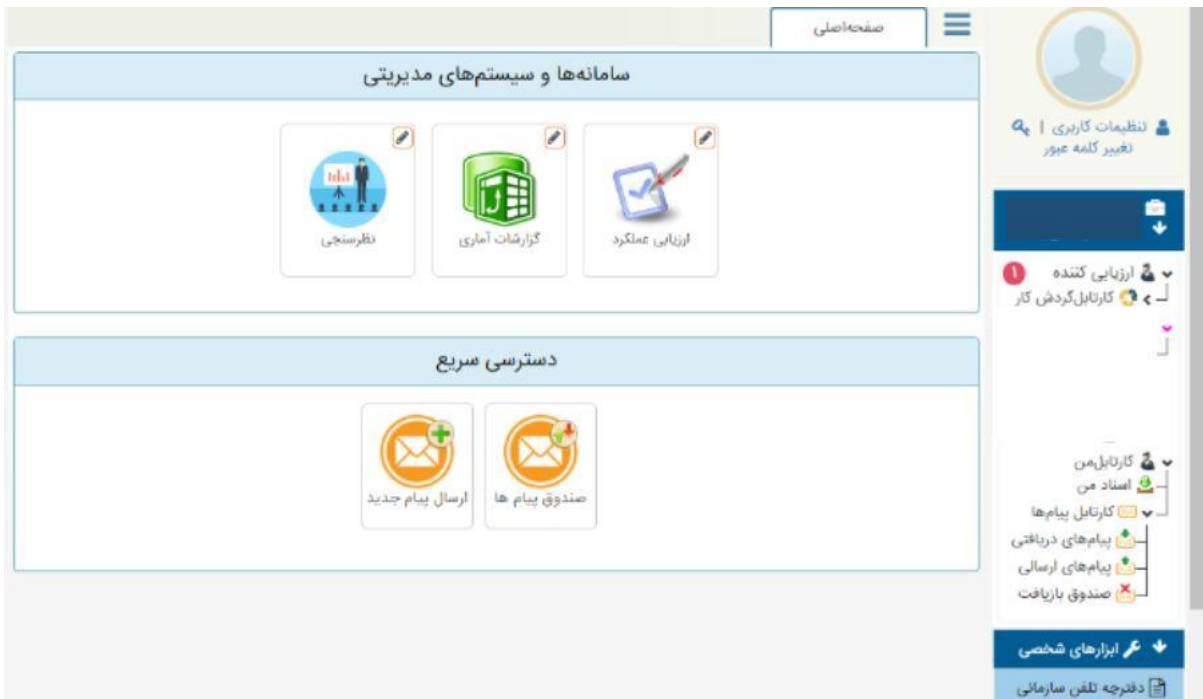 صفحه‌اصلی
تنظیمات کاربری |
تغییر کلمه عبور
ارزیابی کننده ۱
کارتابل‌گردش کار
کارتابل‌من
اسناد من
کارتابل پیام‌ها
پیام‌های دریافتی
پیام‌های ارسالی
صندوق بازیافت
ابزارهای شخصی
دفترچه تلفن سازمانی
سامانه‌ها و سیستم‌های مدیریتی
ارزیابی عملکرد
گزارشات آماری
نظرسنجی
دسترسی سریع
صندوق پیام ها
ارسال پیام جدید